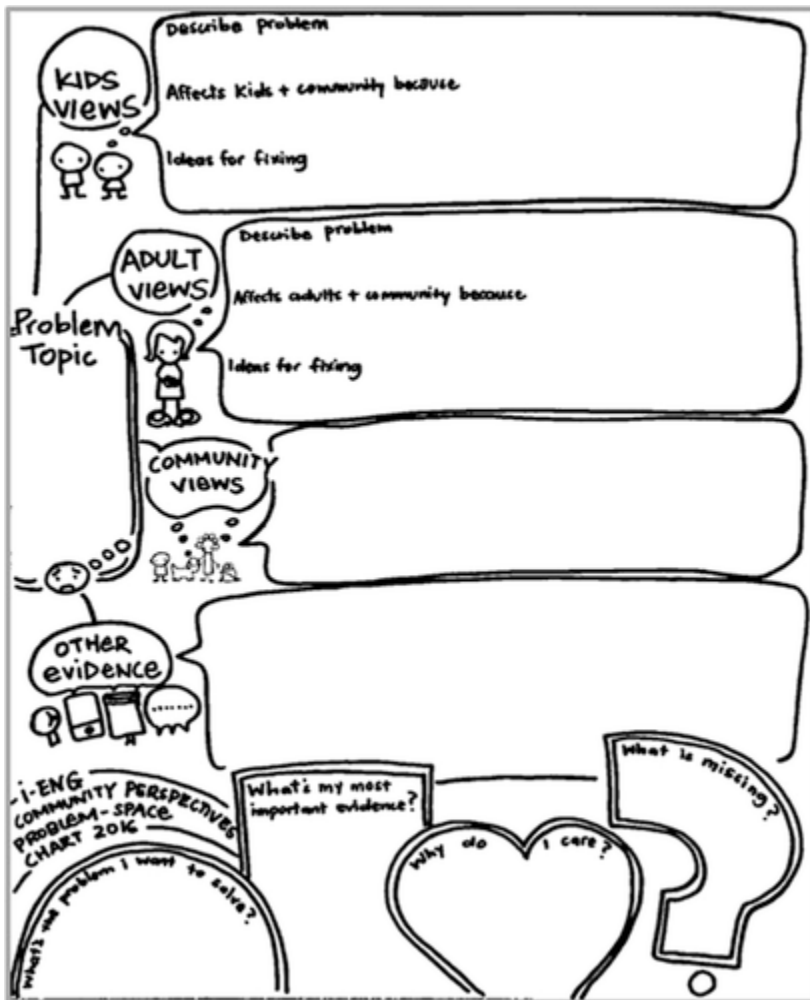 KIDS
VIEWS
Describe problem
Affects Kids + community because
Ideas for fixing
ADULT
VIEWS
Describe problem
Affects adults + community because
Ideas for fixing
Problem
Topic
COMMUNITY
VIEWS
OTHER
EVIDENCE
i-ENG
COMMUNITY PERSPECTIVES
PROBLEM-SPACE
CHART 2016
What's the problem i want to solve?
What's my most
important evidence?
Why do I care?
What is missing?